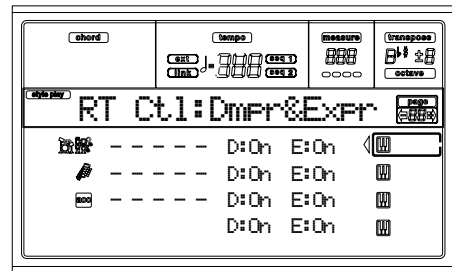 chord tempo measure transpose
ext seq 1
link seq 2
octave
style play
RT Ctl:Dmpr&Expr page
- - - - - D:On E:On W
- - - - - D:On E:On W
acc - - - - - D:On E:On W
D:On E:On W